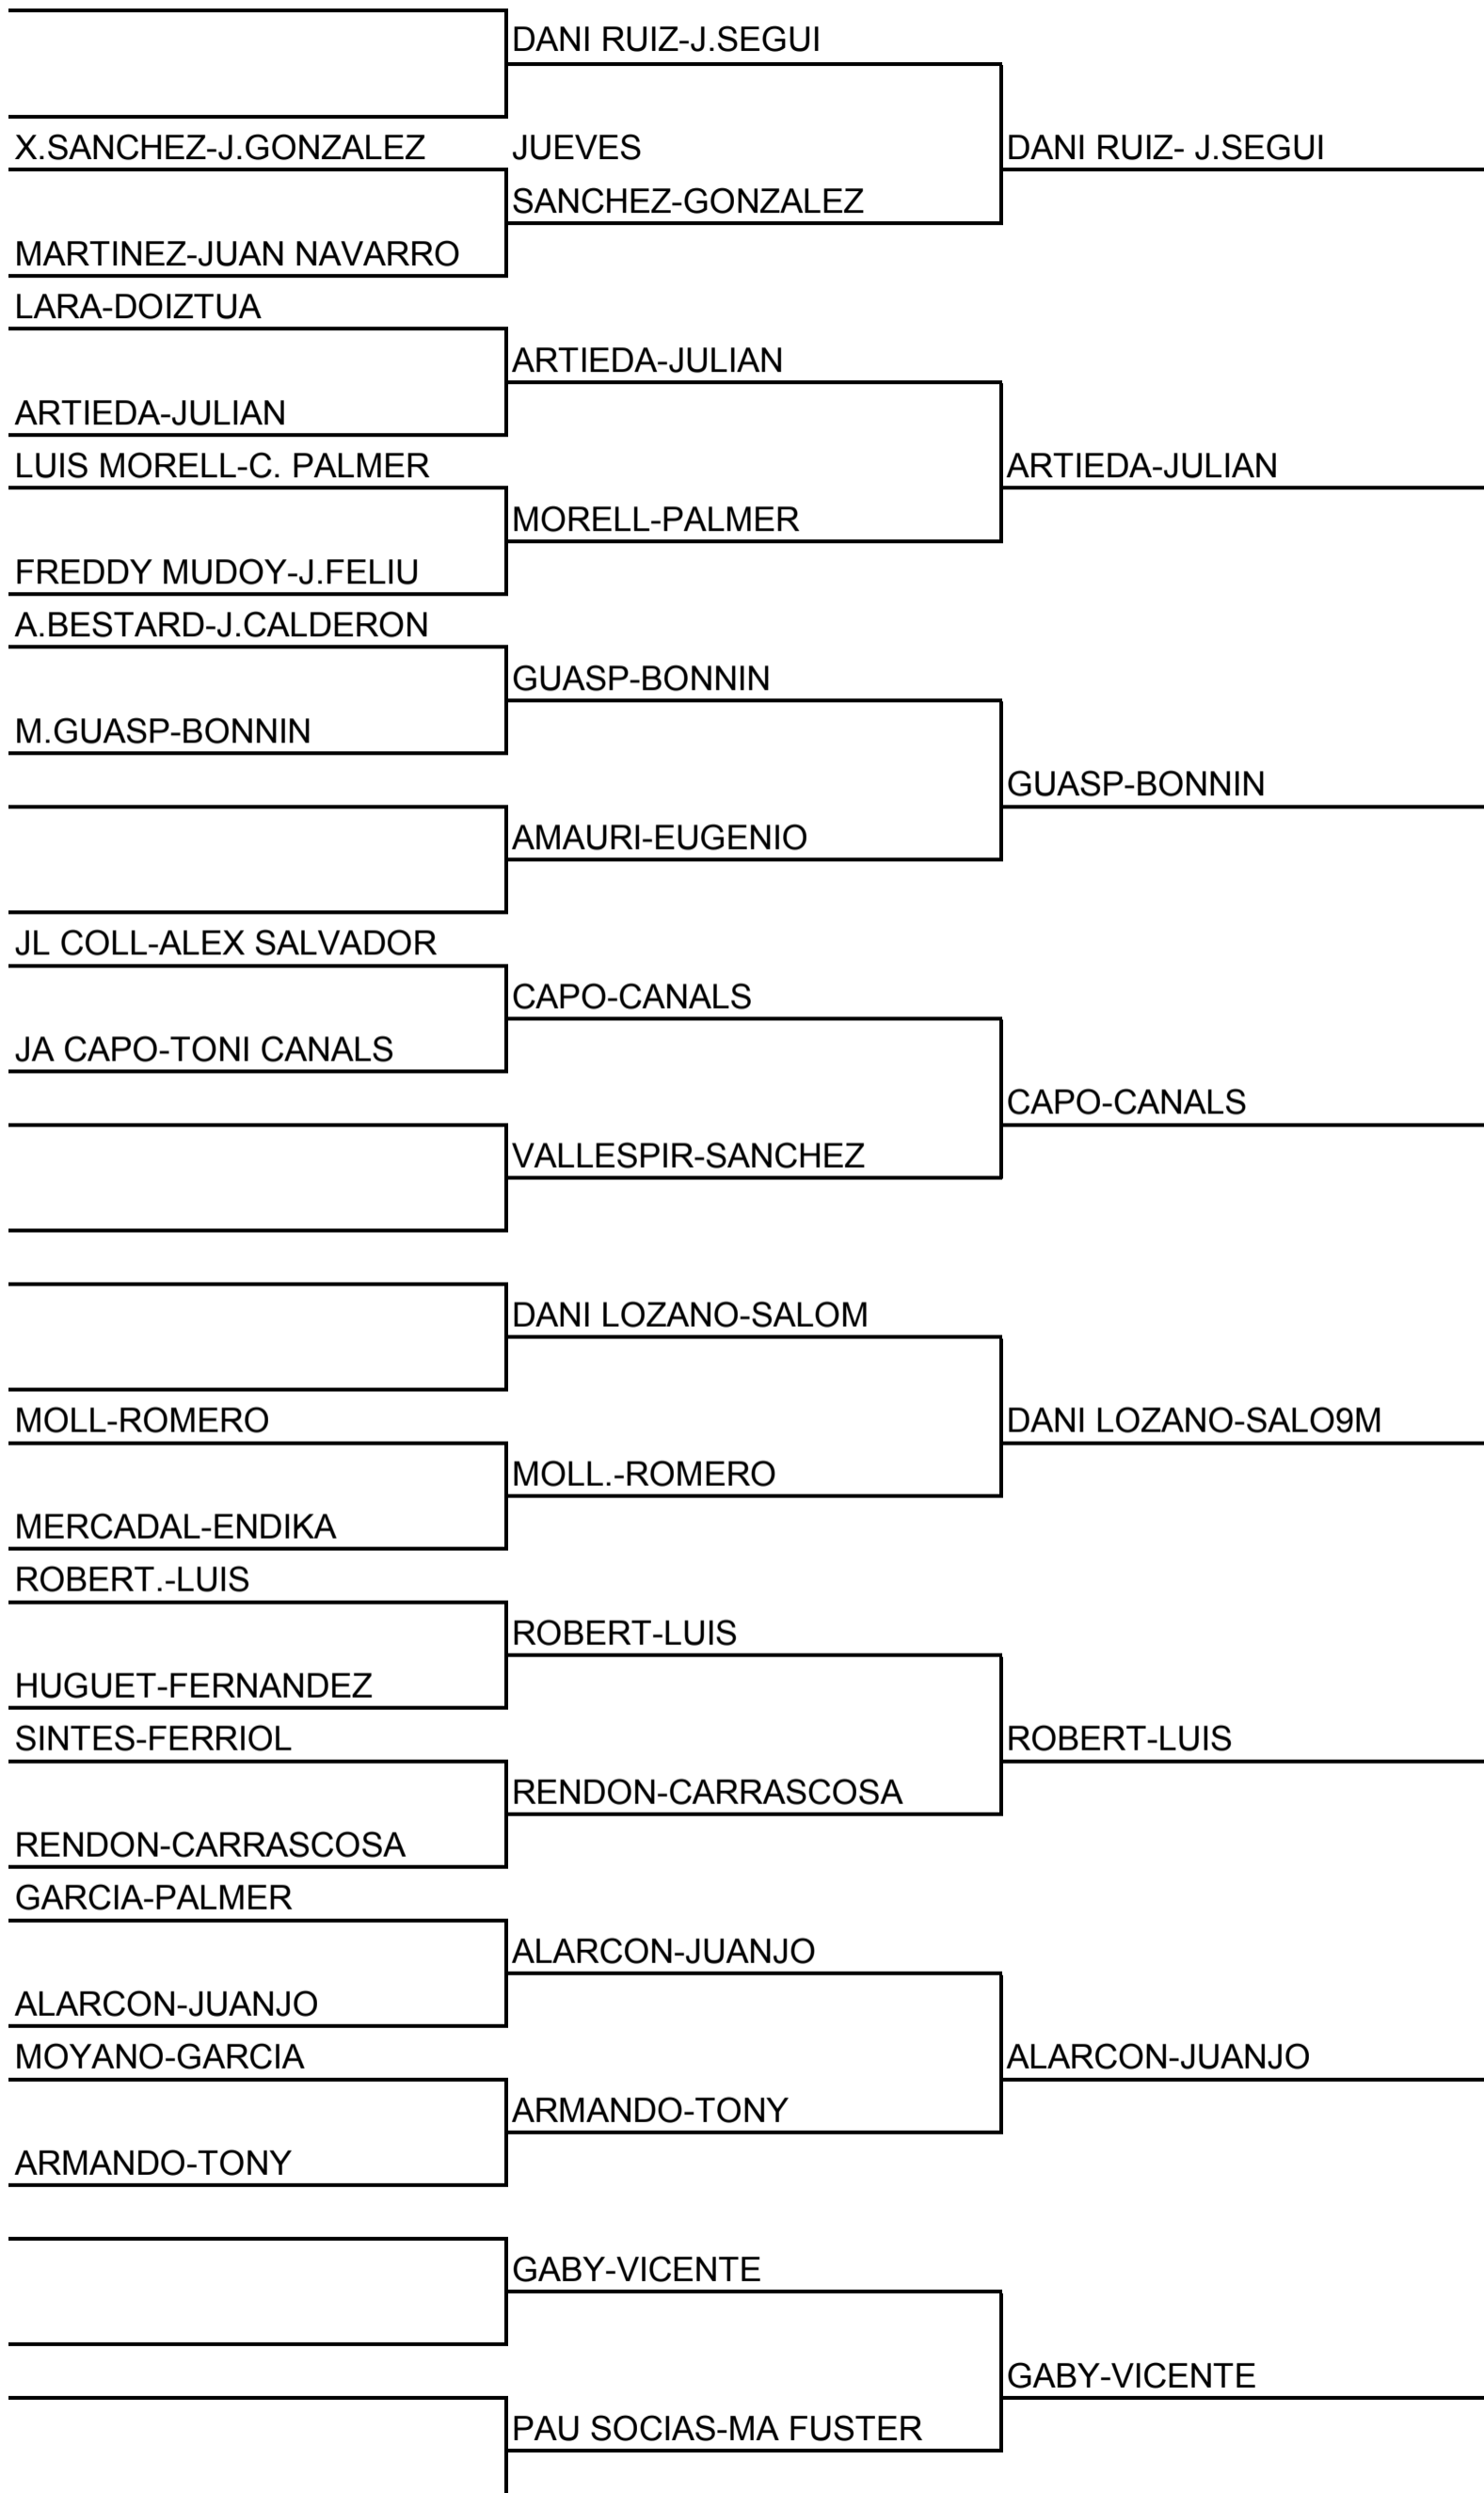 DANI RUIZ-J.SEGUI
X.SANCHEZ-J.GONZALEZ
JUEVES
DANI RUIZ- J.SEGUI
SANCHEZ-GONZALEZ
MARTINEZ-JUAN NAVARRO
LARA-DOIZTUA
ARTIEDA-JULIAN
ARTIEDA-JULIAN
LUIS MORELL-C. PALMER
ARTIEDA-JULIAN
MORELL-PALMER
FREDDY MUDOY-J.FELIU
A.BESTARD-J.CALDERON
GUASP-BONNIN
M.GUASP-BONNIN
GUASP-BONNIN
AMAURI-EUGENIO
JL COLL-ALEX SALVADOR
CAPO-CANALS
JA CAPO-TONI CANALS
CAPO-CANALS
VALLESPIR-SANCHEZ
DANI LOZANO-SALOM
MOLL-ROMERO
DANI LOZANO-SALO9M
MOLL.-ROMERO
MERCADAL-ENDIKA
ROBERT.-LUIS
ROBERT-LUIS
HUGUET-FERNANDEZ
SINTES-FERRIOL
ROBERT-LUIS
RENDON-CARRASCOSA
RENDON-CARRASCOSA
GARCIA-PALMER
ALARCON-JUANJO
ALARCON-JUANJO
MOYANO-GARCIA
ALARCON-JUANJO
ARMANDO-TONY
ARMANDO-TONY
GABY-VICENTE
GABY-VICENTE
PAU SOCIAS-MA FUSTER